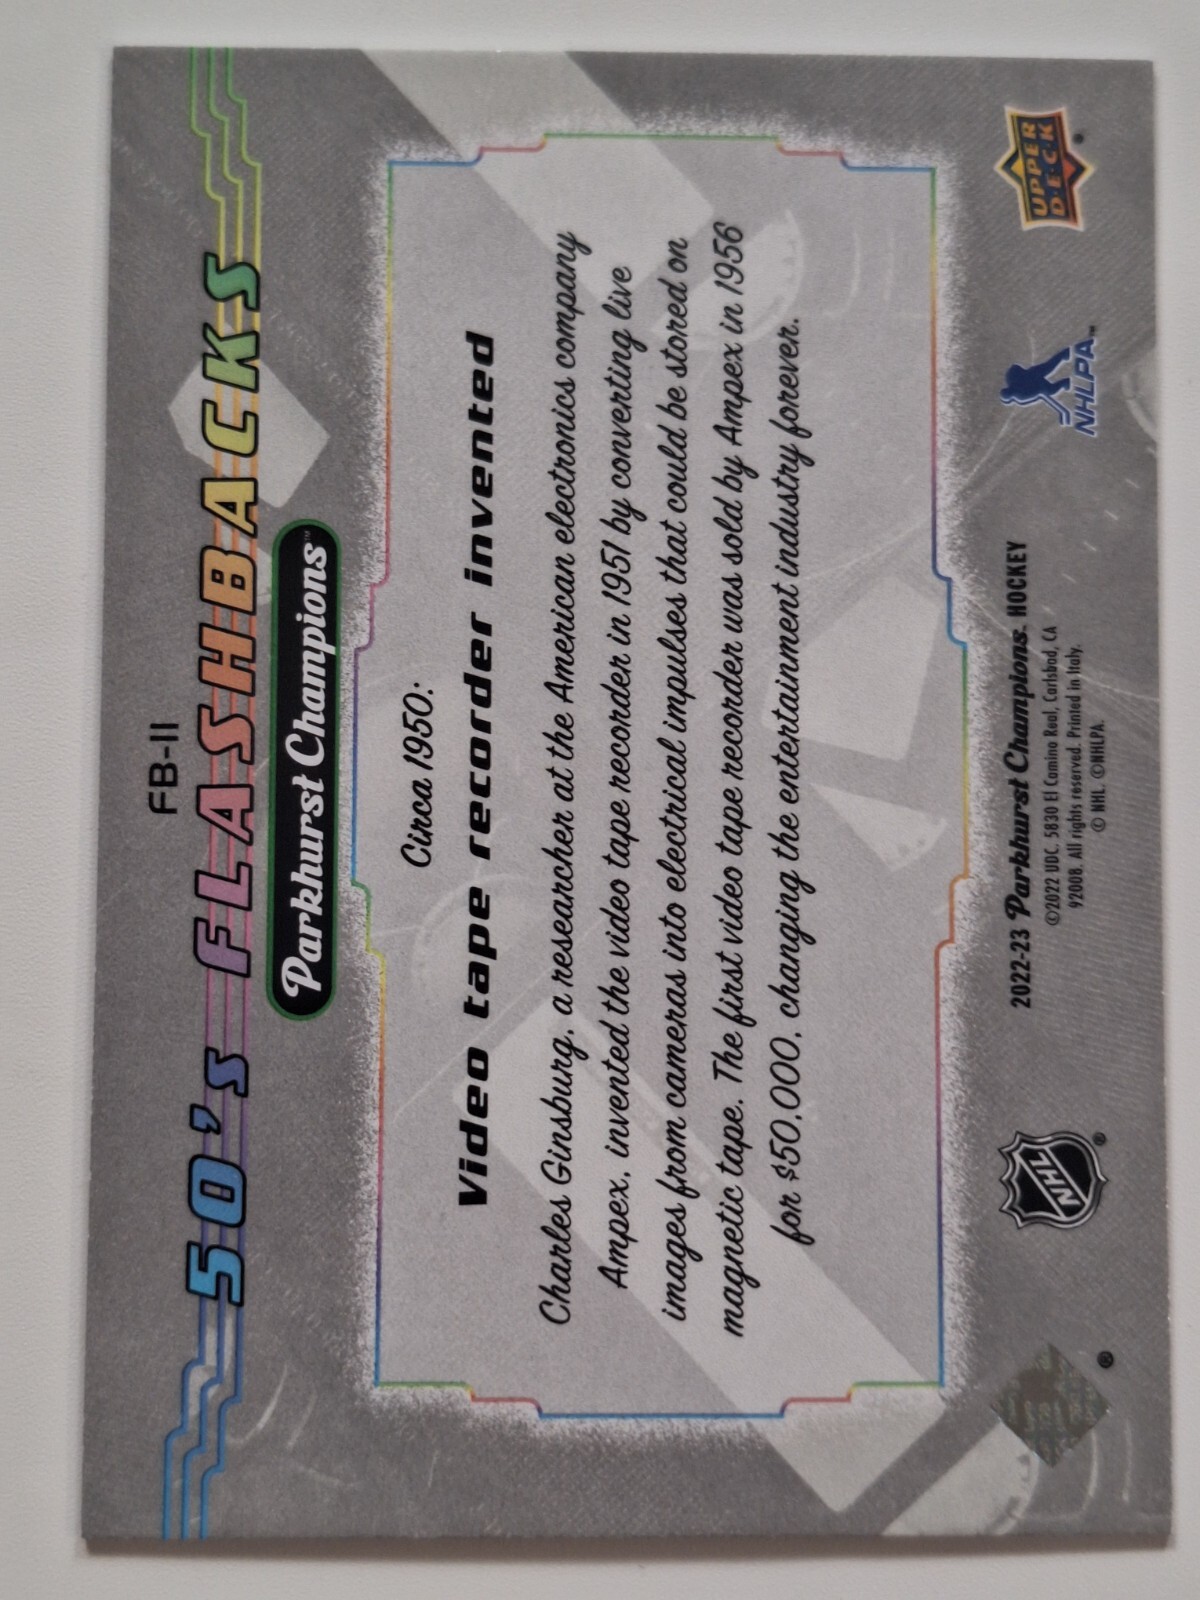 FB-11
50's FLASHBACKS
Parkhurst Champions™
Circa 1950:
Video tape recorder invented
Charles Ginsburg, a researcher at the American electronics company
Ampex, invented the video tape recorder in 1951 by converting live
images from cameras into electrical impulses that could be stored on
magnetic tape. The first video tape recorder was sold by Ampex in 1956
for $50,000, changing the entertainment industry forever.
®
NHL
®
2022-23 Parkhurst Champions™ HOCKEY
©2022 UDC. 5830 El Camino Real, Carlsbad, CA
92008. All rights reserved. Printed in Italy.
© NHL. ©NHLPA.
NHLPA™
UPPER
D·E·C·K
®